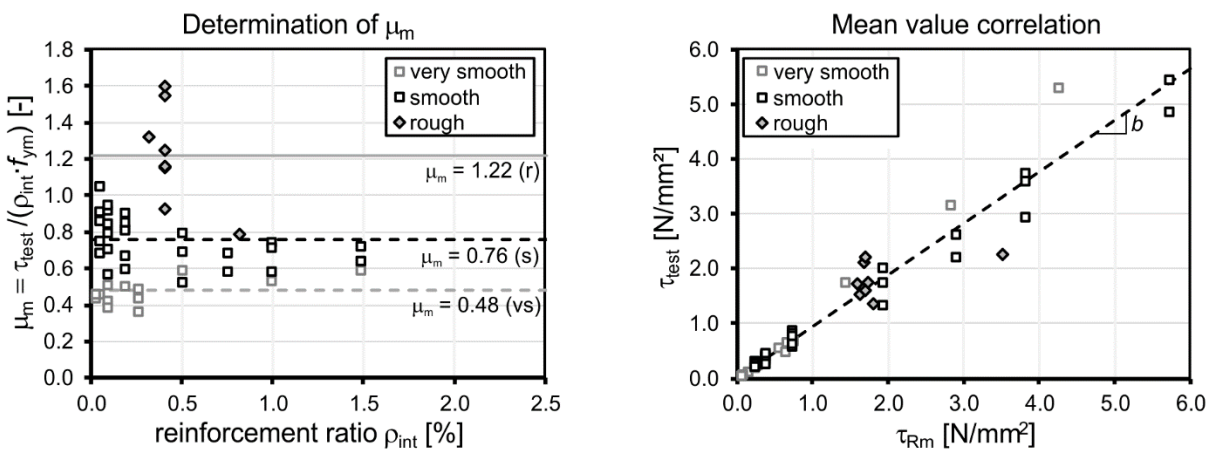 Determination of μm
μm = τtest /(ρint·fym) [-]
1.8
1.6
1.4
1.2
1.0
0.8
0.6
0.4
0.2
0.0
very smooth
smooth
rough
μm = 1.22 (r)
μm = 0.76 (s)
μm = 0.48 (vs)
0.0 0.5 1.0 1.5 2.0 2.5
reinforcement ratio ρint [%]
Mean value correlation
τtest [N/mm²]
6.0
5.0
4.0
3.0
2.0
1.0
0.0
very smooth
smooth
rough
b
0.0 1.0 2.0 3.0 4.0 5.0 6.0
τRm [N/mm²]